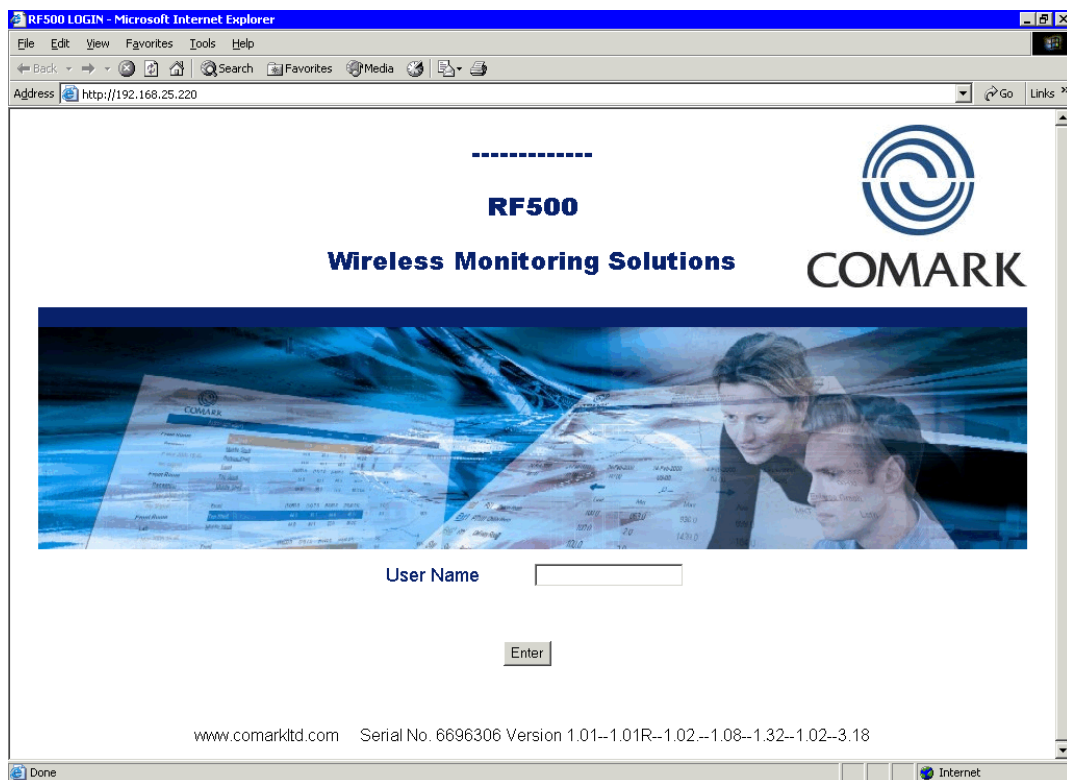 RF500 LOGIN - Microsoft Internet Explorer
File Edit View Favorites Tools Help
Back Search Favorites Media
Address http://192.168.25.220 Go Links »
-------------
RF500
Wireless Monitoring Solutions
COMARK
COMARK
User Name
Enter
www.comarkltd.com Serial No. 6696306 Version 1.01--1.01R--1.02.--1.08--1.32--1.02--3.18
Done Internet